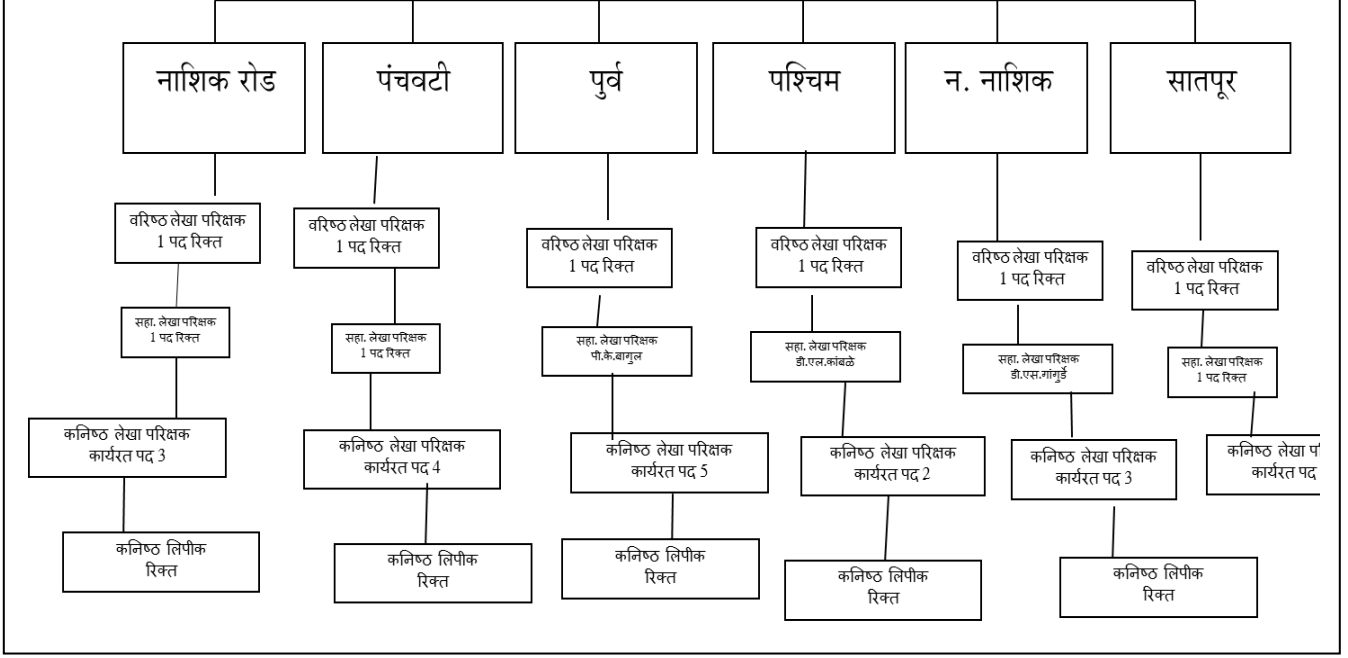 नाशिक रोड
पंचवटी
पुर्व
पश्चिम
न. नाशिक
सातपूर
वरिष्ठ लेखा परिक्षक
1 पद रिक्त
वरिष्ठ लेखा परिक्षक
1 पद रिक्त
वरिष्ठ लेखा परिक्षक
1 पद रिक्त
वरिष्ठ लेखा परिक्षक
1 पद रिक्त
वरिष्ठ लेखा परिक्षक
1 पद रिक्त
वरिष्ठ लेखा परिक्षक
1 पद रिक्त
सहा. लेखा परिक्षक
1 पद रिक्त
सहा. लेखा परिक्षक
1 पद रिक्त
सहा. लेखा परिक्षक
पी.के.बागुल
सहा. लेखा परिक्षक
डी.एल.कांबळे
सहा. लेखा परिक्षक
डी.एस.गांगुर्डे
सहा. लेखा परिक्षक
1 पद रिक्त
कनिष्ठ लेखा परिक्षक
कार्यरत पद 3
कनिष्ठ लेखा परिक्षक
कार्यरत पद 4
कनिष्ठ लेखा परिक्षक
कार्यरत पद 5
कनिष्ठ लेखा परिक्षक
कार्यरत पद 2
कनिष्ठ लेखा परिक्षक
कार्यरत पद 3
कनिष्ठ लेखा
कार्यरत पद
कनिष्ठ लिपीक
रिक्त
कनिष्ठ लिपीक
रिक्त
कनिष्ठ लिपीक
रिक्त
कनिष्ठ लिपीक
रिक्त
कनिष्ठ लिपीक
रिक्त